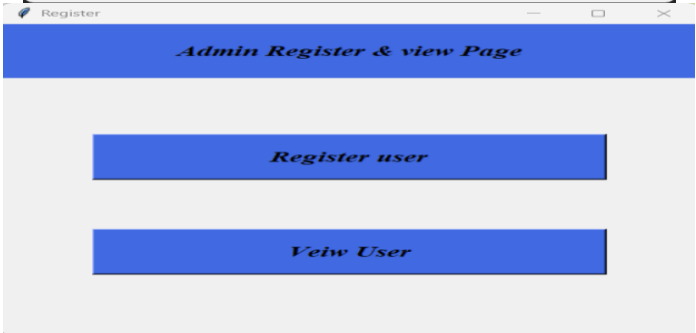 Register
Admin Register & view Page
Register user
Veiw User